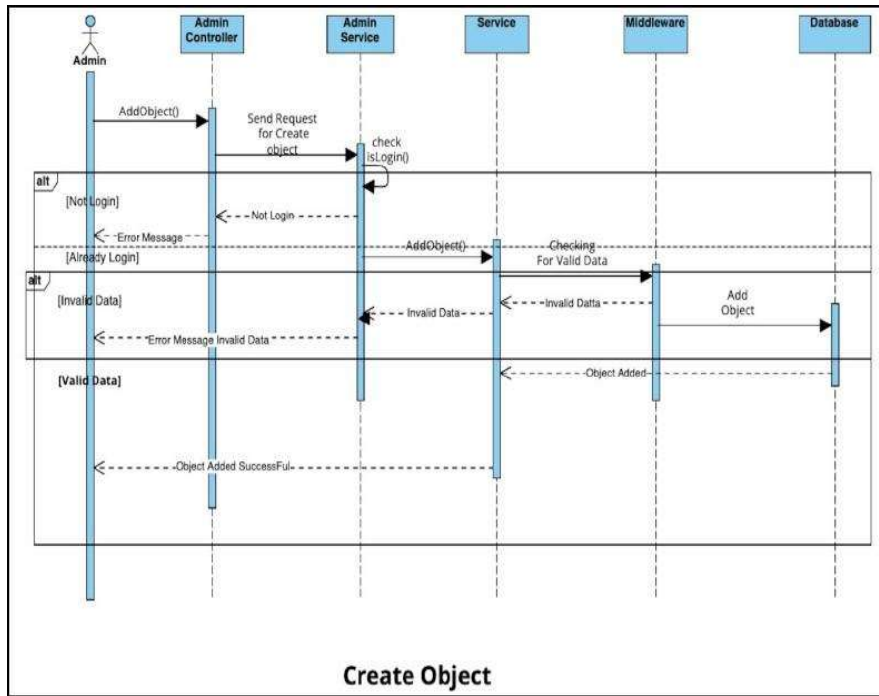 Admin
Controller
Admin
Service
Service
Middleware
Database
Admin
AddObject()
Send Request
for Create
object
check
isLogin()
alt
[Not Login]
Not Login
Error Message
[Already Login]
AddObject()
Checking
For Valid Data
alt
[Invalid Data]
Invalid Datta
Invalid Data
Add
Object
Error Message Invalid Data
[Valid Data]
Object Added
Object Added SuccessFul
Create Object